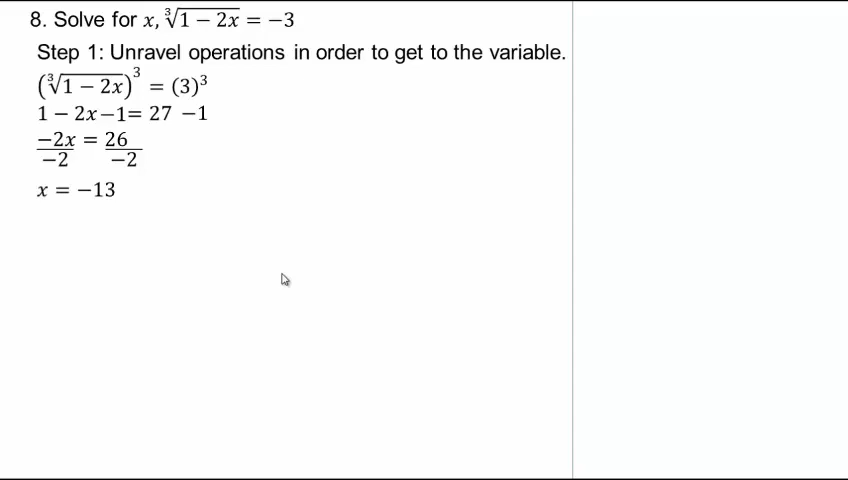 8. Solve for x, ∛(1 − 2x) = −3
Step 1: Unravel operations in order to get to the variable.
(∛(1 − 2x))³ = (3)³
1 − 2x −1= 27 −1
−2x = 26
−2 −2
x = −13